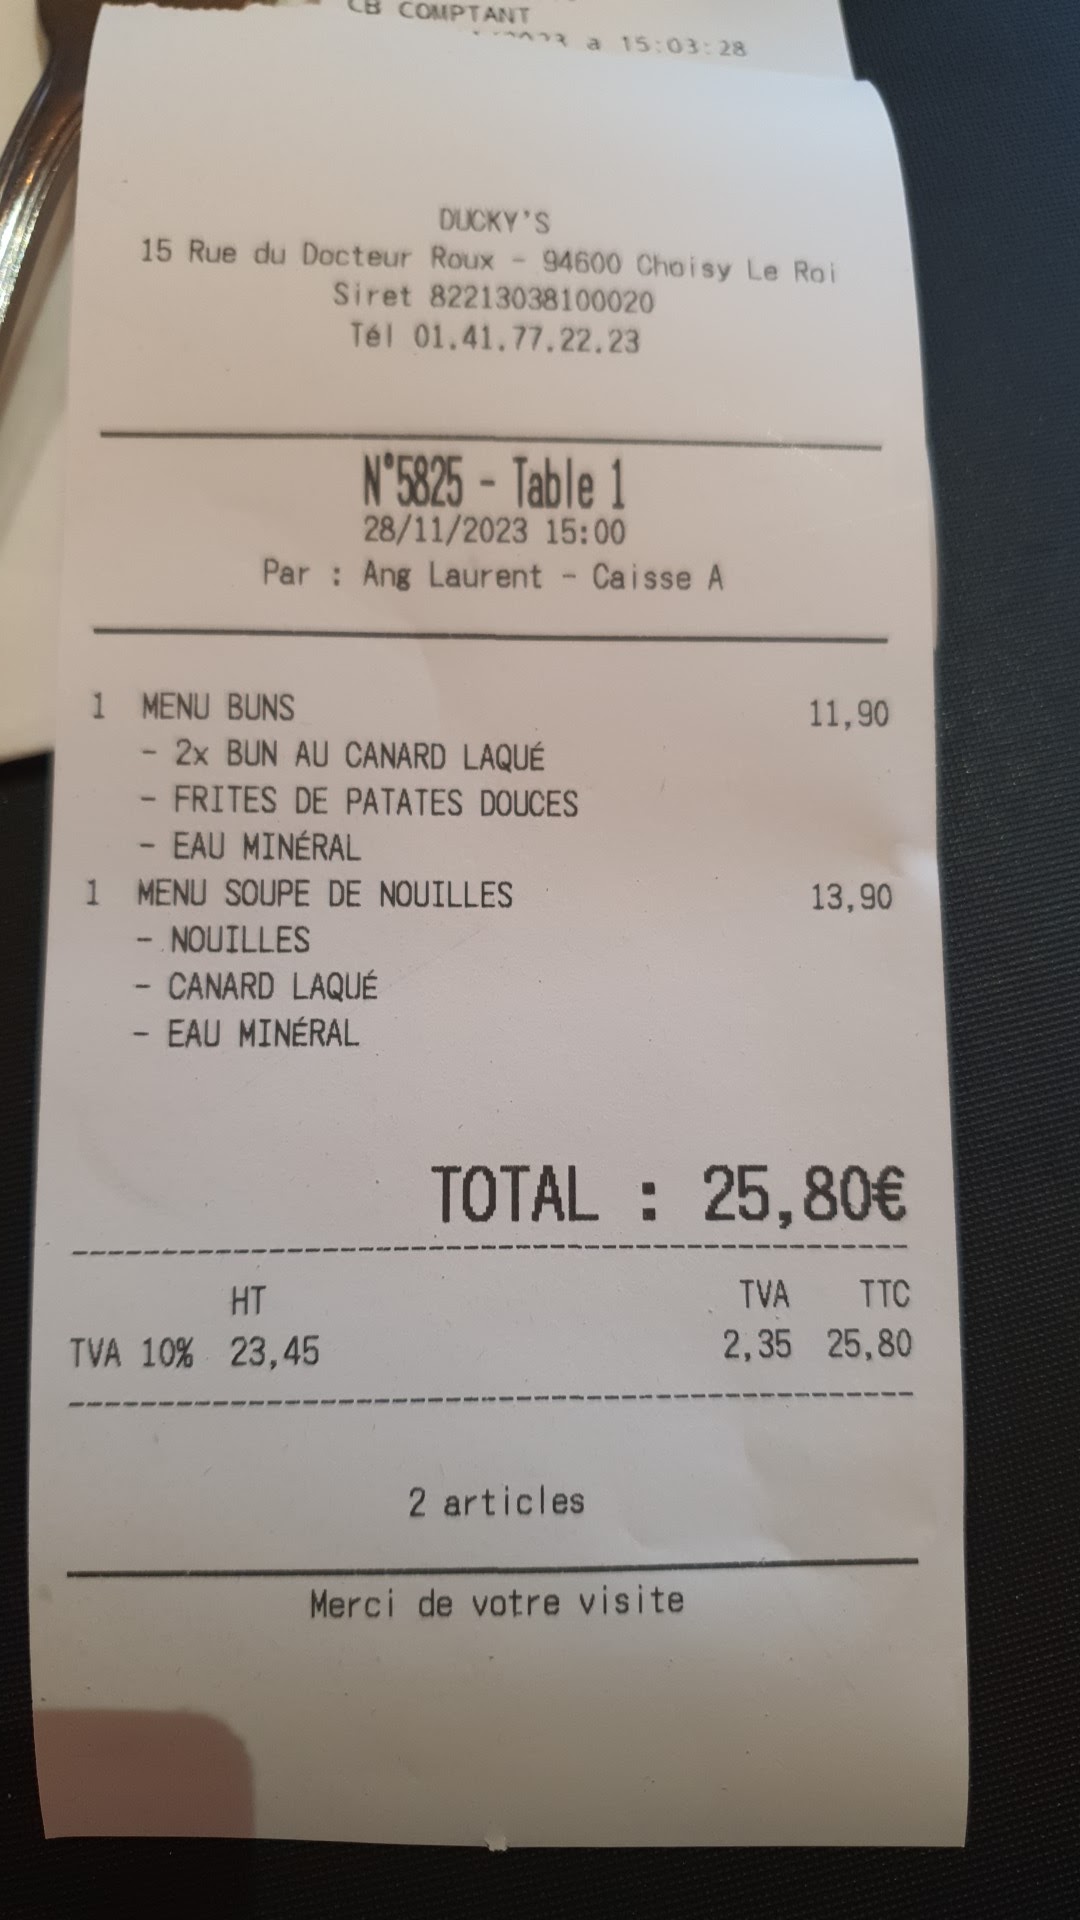 CB COMPTANT
a 15:03:28
DUCKY'S
15 Rue du Docteur Roux - 94600 Choisy Le Roi
Siret 82213038100020
Tél 01.41.77.22.23
N°5825 - Table 1
28/11/2023 15:00
Par : Ang Laurent - Caisse A
1 MENU BUNS 11,90
- 2x BUN AU CANARD LAQUÉ
- FRITES DE PATATES DOUCES
- EAU MINÉRAL
1 MENU SOUPE DE NOUILLES 13,90
- NOUILLES
- CANARD LAQUÉ
- EAU MINÉRAL
TOTAL : 25,80€
HT TVA TTC
TVA 10% 23,45 2,35 25,80
2 articles
Merci de votre visite